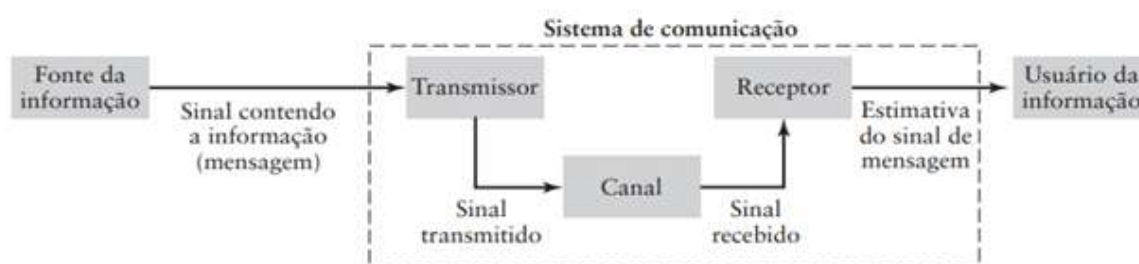 Sistema de comunicação
Fonte da
informação
Sinal contendo
a informação
(mensagem)
Transmissor
Sinal
transmitido
Canal
Sinal
recebido
Receptor
Estimativa
do sinal de
mensagem
Usuário da
informação